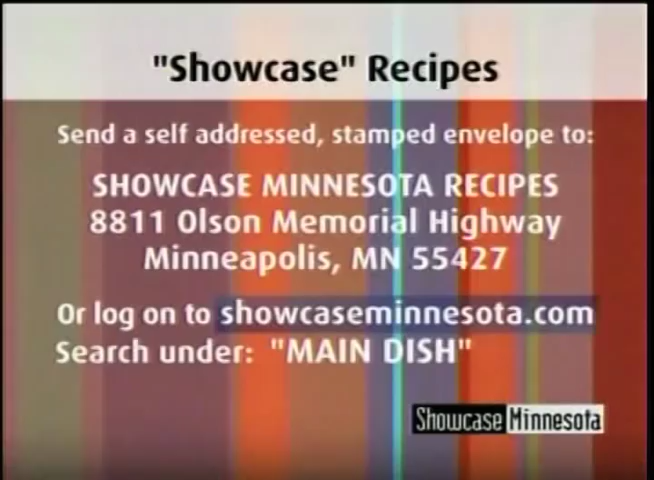 "Showcase" Recipes
Send a self addressed, stamped envelope to:
SHOWCASE MINNESOTA RECIPES
8811 Olson Memorial Highway
Minneapolis, MN 55427
Or log on to showcaseminnesota.com
Search under: "MAIN DISH"
Showcase Minnesota